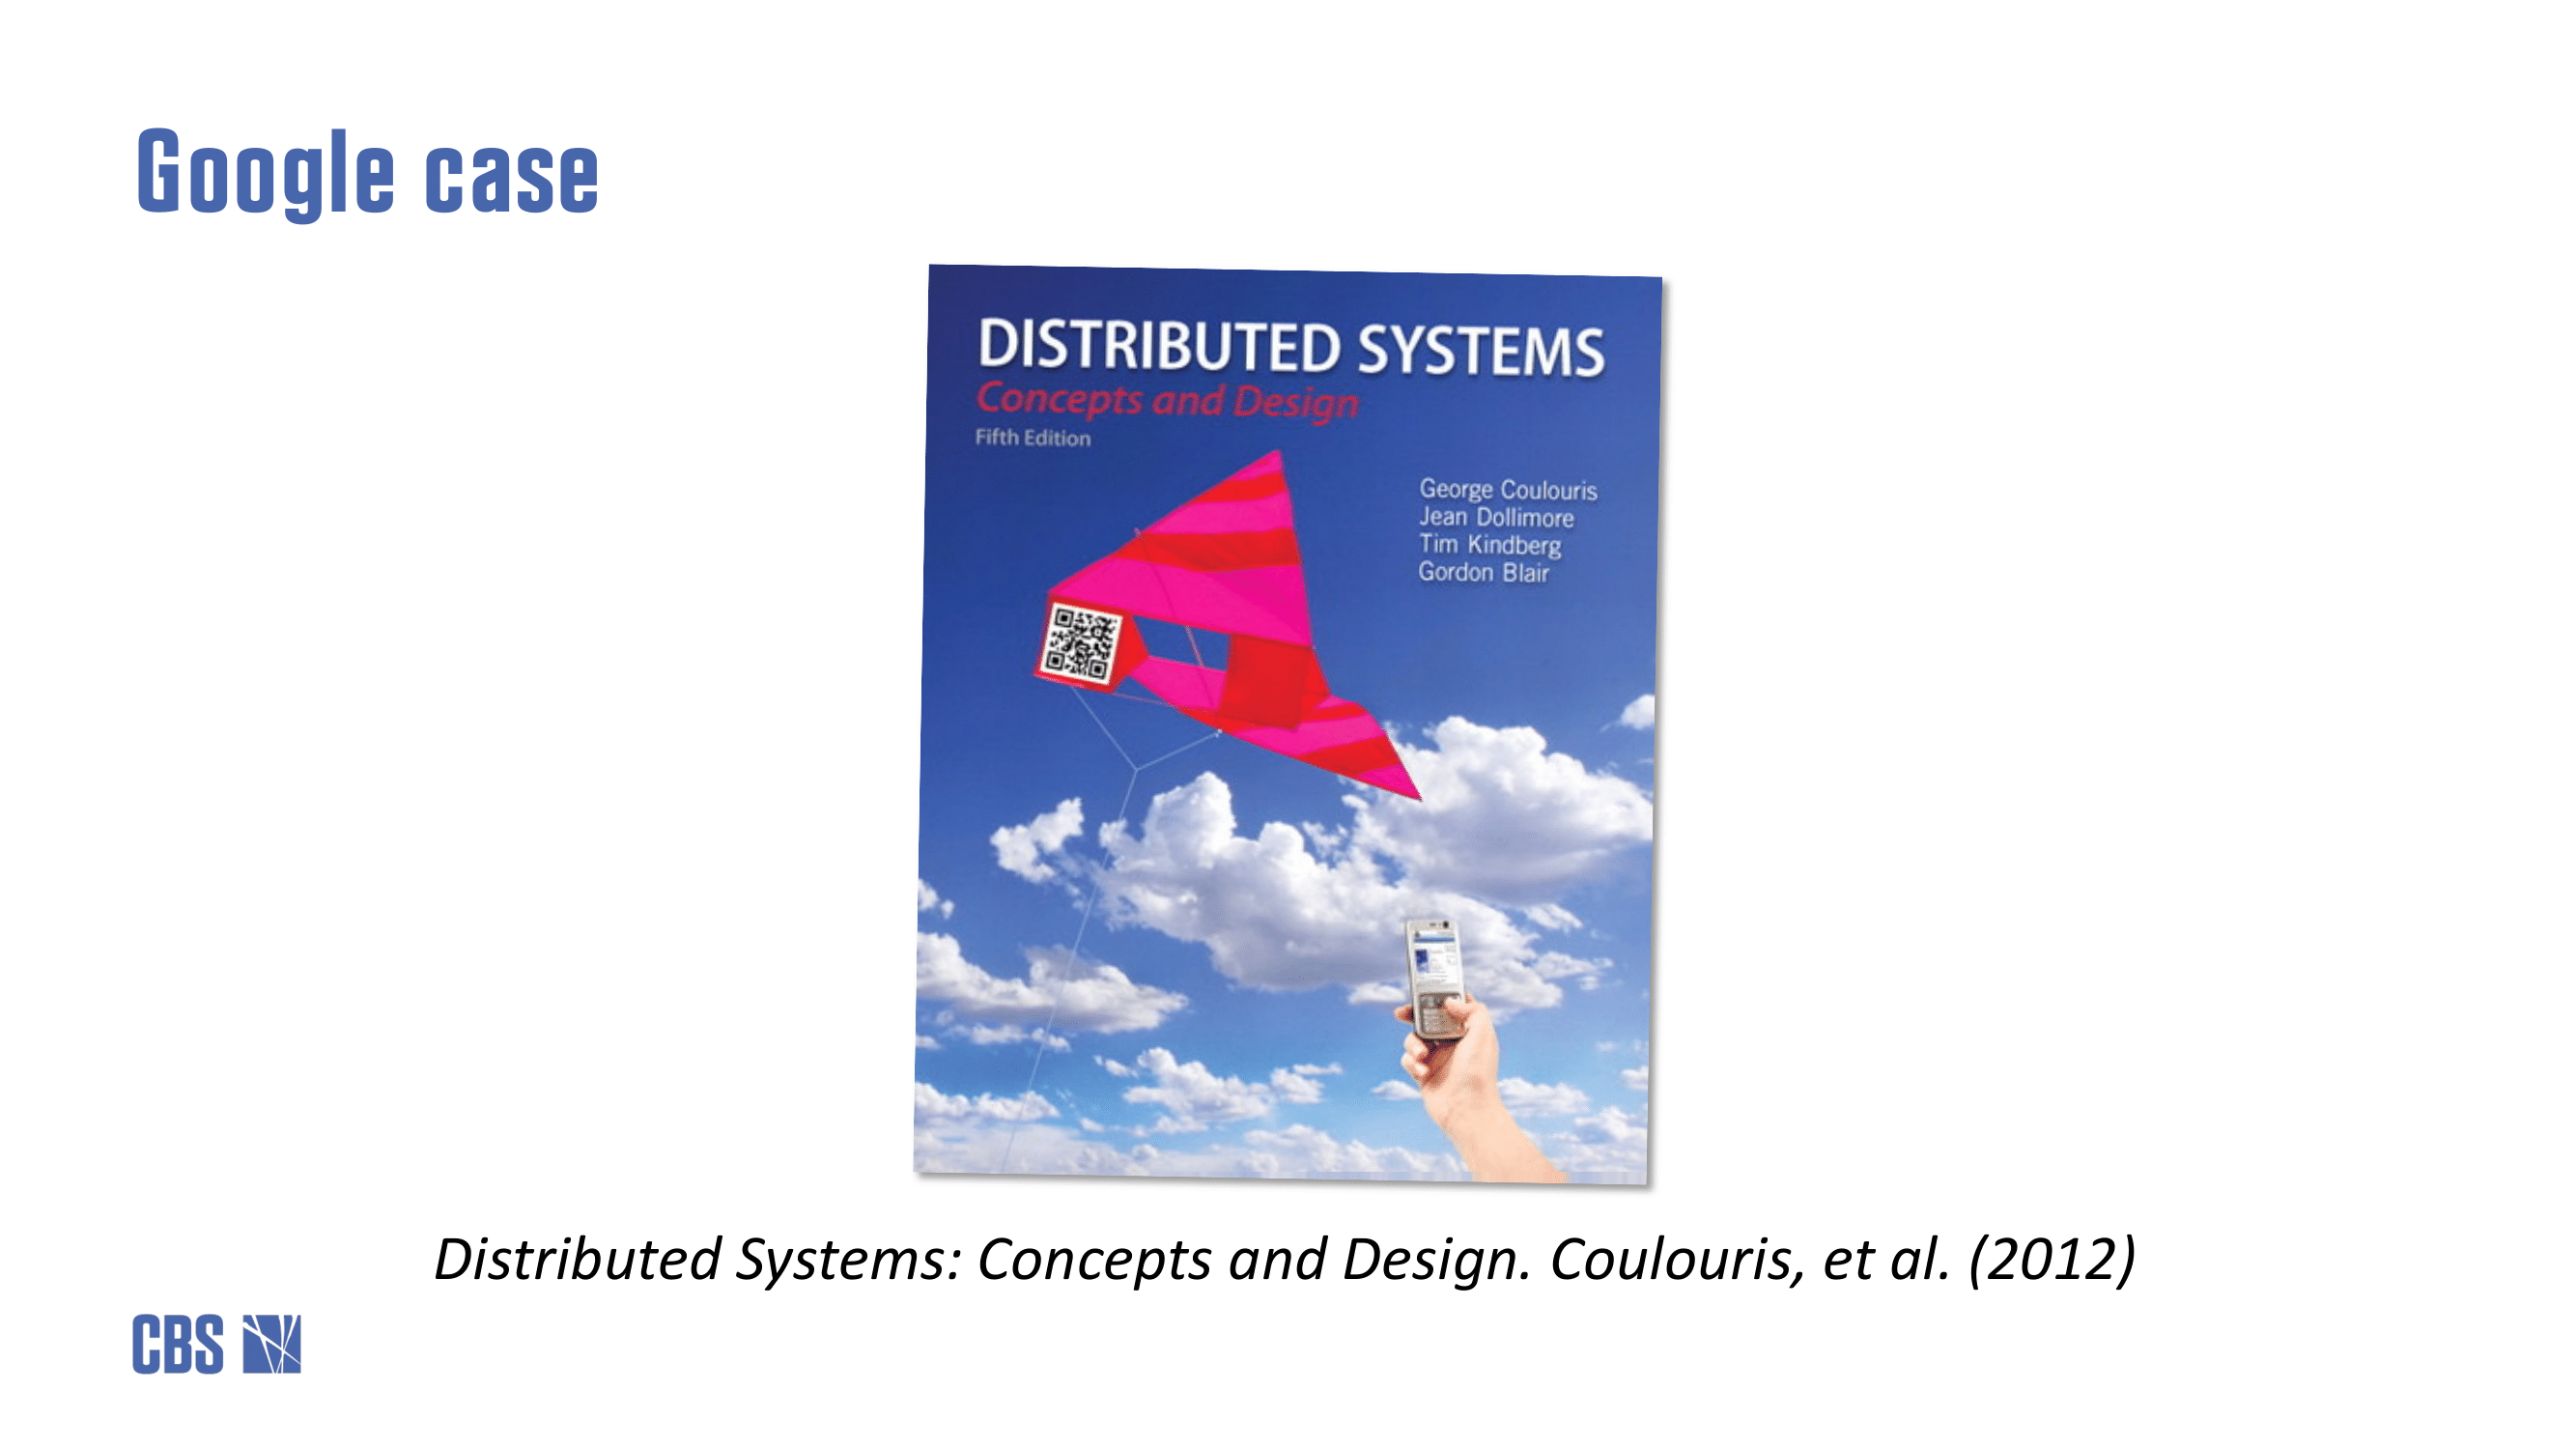 Google case
DISTRIBUTED SYSTEMS
Concepts and Design
Fifth Edition
George Coulouris
Jean Dollimore
Tim Kindberg
Gordon Blair
Distributed Systems: Concepts and Design. Coulouris, et al. (2012)
CBS